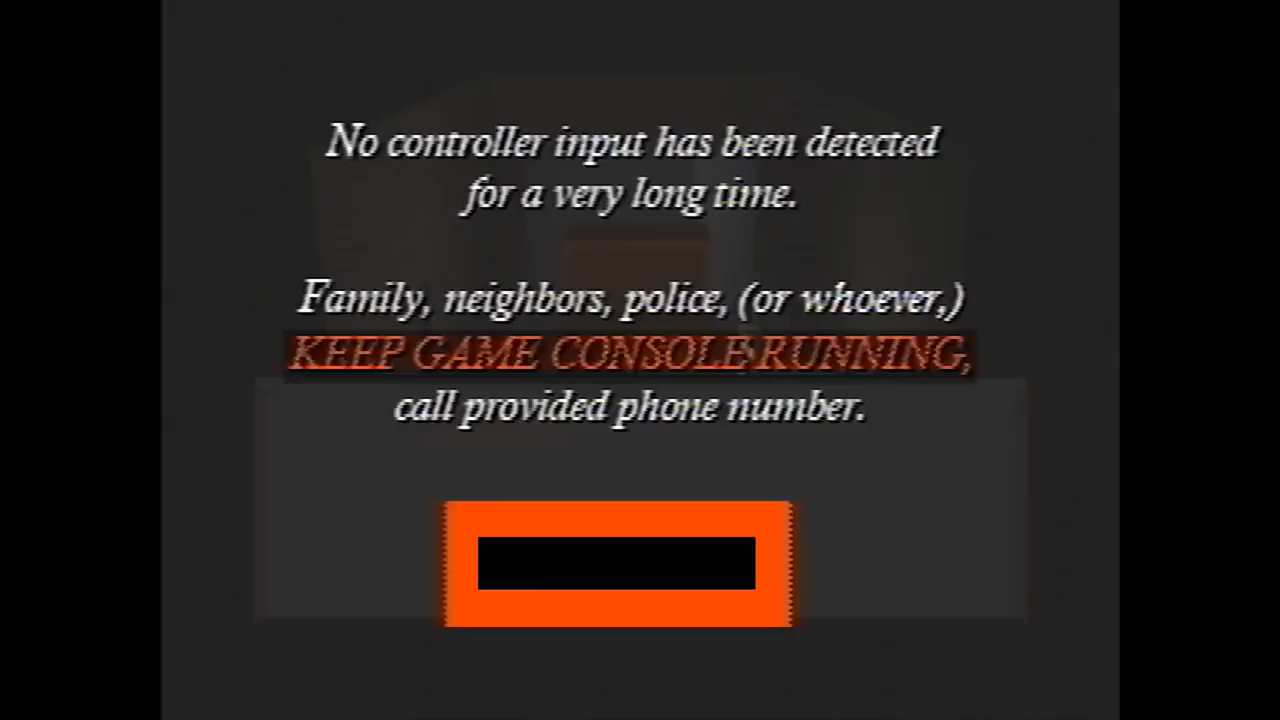 No controller input has been detected
for a very long time.
Family, neighbors, police, (or whoever,)
KEEP GAME CONSOLE RUNNING,
call provided phone number.